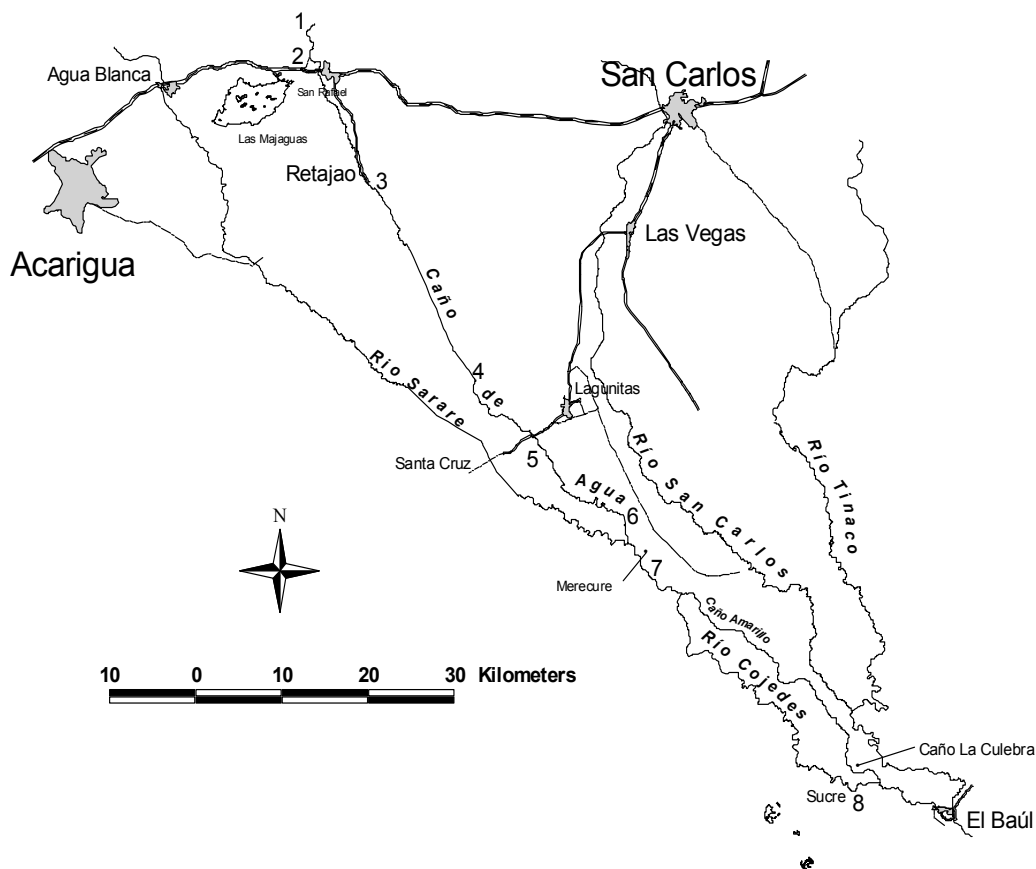 1
2
Agua Blanca
San Carlos
San Rafael
Las Majaguas
Retajao
3
Las Vegas
Acarigua
Caño
de
Agua
Río Sarare
4
Lagunitas
Santa Cruz
5
Río San Carlos
Río Tinaco
6
N
7
Merecure
Caño Amarillo
Río Cojedes
10 0 10 20 30 Kilometers
Caño La Culebra
Sucre
8
El Baúl